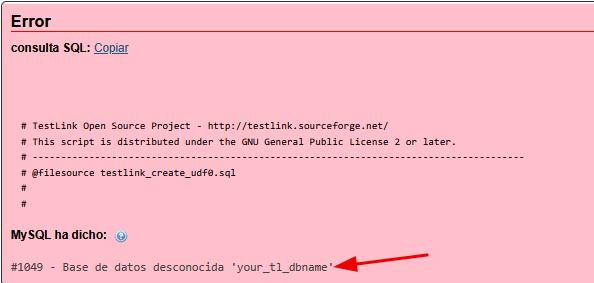 Error
consulta SQL: Copiar
# TestLink Open Source Project - http://testlink.sourceforge.net/
# This script is distributed under the GNU General Public License 2 or later.
# ---------------------------------------------------------------------------------------
# @filesource testlink_create_udf0.sql
#
#
MySQL ha dicho:
#1049 - Base de datos desconocida 'your_tl_dbname'